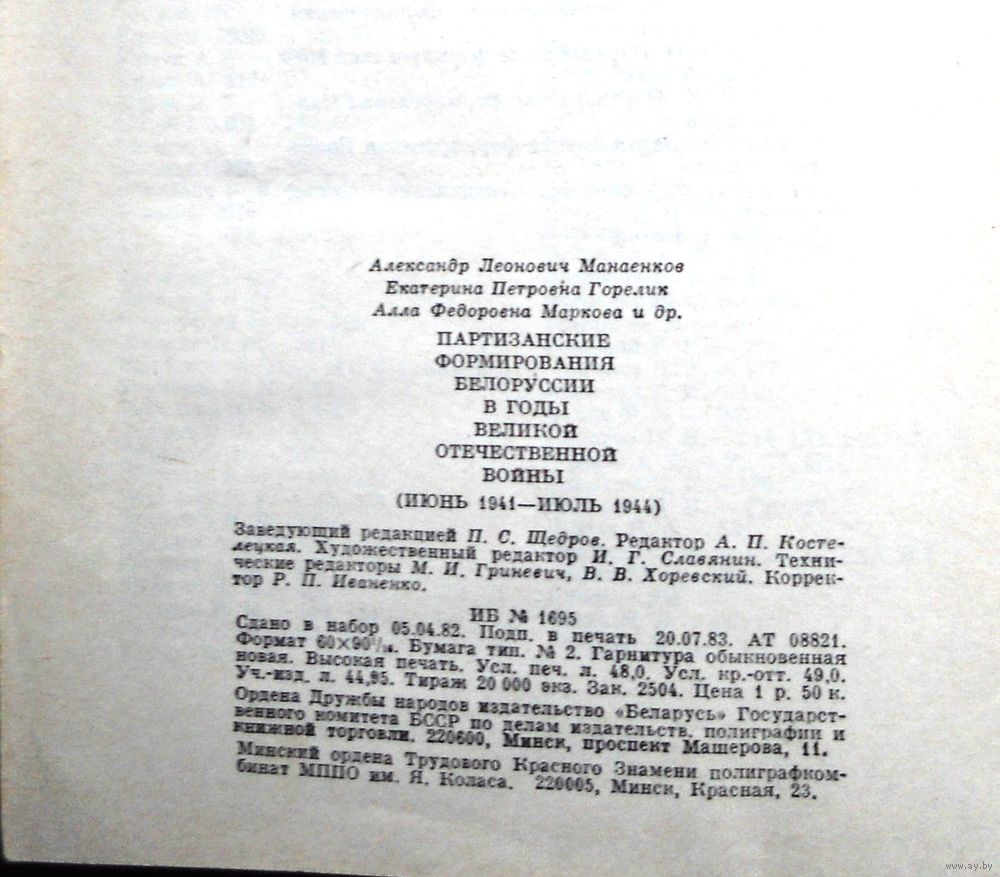 Александр Леонович Манаенков
Екатерина Петровна Горелик
Алла Федоровна Маркова и др.
ПАРТИЗАНСКИЕ
ФОРМИРОВАНИЯ
БЕЛОРУССИИ
В ГОДЫ
ВЕЛИКОЙ
ОТЕЧЕСТВЕННОЙ
ВОЙНЫ
(ИЮНЬ 1941—ИЮЛЬ 1944)
Заведующий редакцией П. С. Щедров. Редактор А. П. Косте-
лецкая. Художественный редактор И. Г. Славянин. Техни-
ческие редакторы М. И. Гриневич, В. В. Хоревский. Коррек-
тор Р. П. Иваненко.
ИБ № 1695
Сдано в набор 05.04.82. Подп. в печать 20.07.83. АТ 08821.
Формат 60×90 1/16. Бумага тип. № 2. Гарнитура обыкновенная
новая. Высокая печать. Усл. печ. л. 48,0. Усл. кр.-отт. 49,0.
Уч.-изд. л. 44,95. Тираж 20 000 экз. Зак. 2504. Цена 1 р. 50 к.
Ордена Дружбы народов издательство «Беларусь» Государст-
венного комитета БССР по делам издательств, полиграфии и
книжной торговли. 220600, Минск, проспект Машерова, 11.
Минский ордена Трудового Красного Знамени полиграфком-
бинат МППО им. Я. Коласа. 220005, Минск, Красная, 23.
www.ay.by